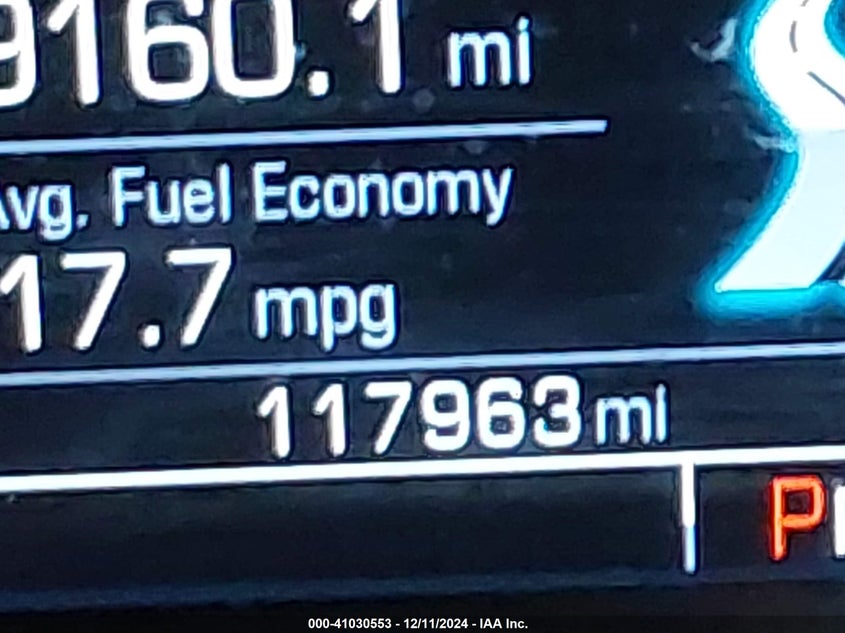 9160.1 mi
Avg. Fuel Economy
17.7 mpg
117963 mi
P
000-41030553 - 12/11/2024 - IAA Inc.